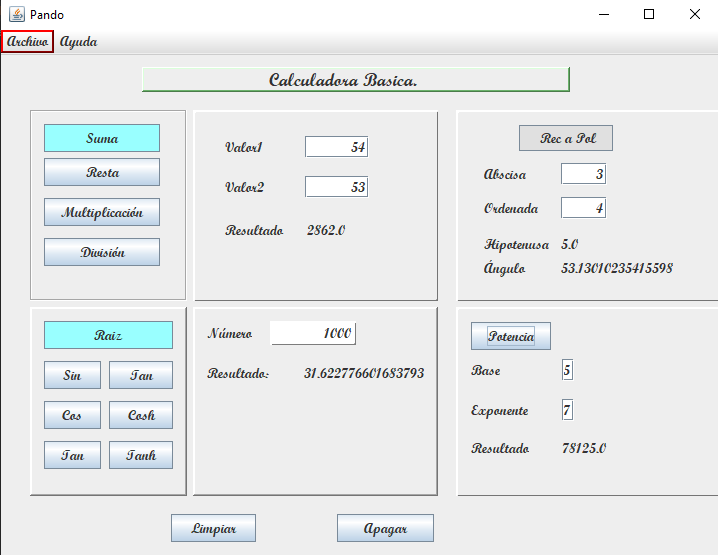 Pando
Archivo Ayuda
Calculadora Basica.
Suma
Resta
Multiplicación
División
Valor1 54
Valor2 53
Resultado 2862.0
Rec a Pol
Abscisa 3
Ordenada 4
Hipotenusa 5.0
Ángulo 53.13010235415598
Raiz
Sin Tan
Cos Cosh
Tan Tanh
Número 1000
Resultado: 31.622776601683793
Potencia
Base 5
Exponente 7
Resultado 78125.0
Limpiar Apagar